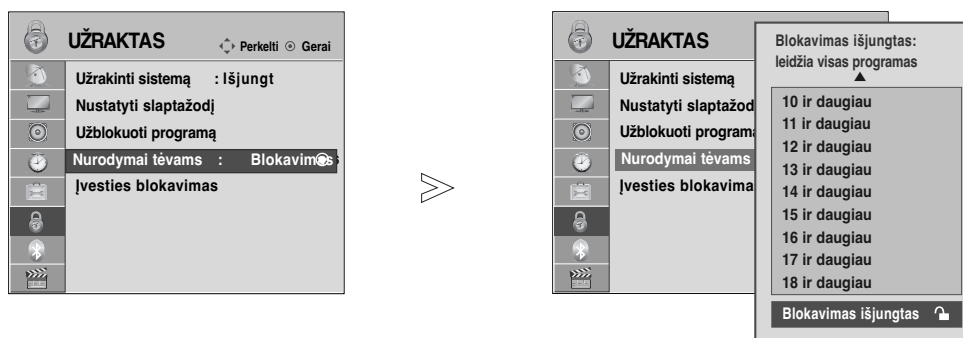 UŽRAKTAS
Perkelti Gerai
Užrakinti sistemą : Išjungt
Nustatyti slaptažodį
Užblokuoti programą
Nurodymai tėvams : Blokavimas
Įvesties blokavimas
UŽRAKTAS
Užrakinti sistemą
Nustatyti slaptažod
Užblokuoti programą
Nurodymai tėvams
Įvesties blokavima
Blokavimas išjungtas:
leidžia visas programas
10 ir daugiau
11 ir daugiau
12 ir daugiau
13 ir daugiau
14 ir daugiau
15 ir daugiau
16 ir daugiau
17 ir daugiau
18 ir daugiau
Blokavimas išjungtas